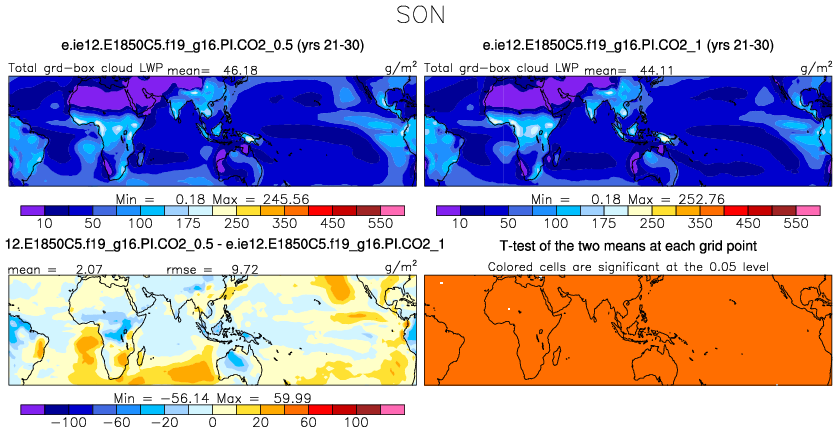 SON
e.ie12.E1850C5.f19_g16.PI.CO2_0.5 (yrs 21-30)
e.ie12.E1850C5.f19_g16.PI.CO2_1 (yrs 21-30)
Total grd-box cloud LWP mean= 46.18 g/m2
Total grd-box cloud LWP mean= 44.11 g/m2
Min = 0.18 Max = 245.56
Min = 0.18 Max = 252.76
10 50 100 175 250 350 450 550
10 50 100 175 250 350 450 550
12.E1850C5.f19_g16.PI.CO2_0.5 - e.ie12.E1850C5.f19_g16.PI.CO2_1
T-test of the two means at each grid point
mean = 2.07 rmse = 9.72 g/m2
Colored cells are significant at the 0.05 level
Min = -56.14 Max = 59.99
-100 -60 -20 0 20 60 100